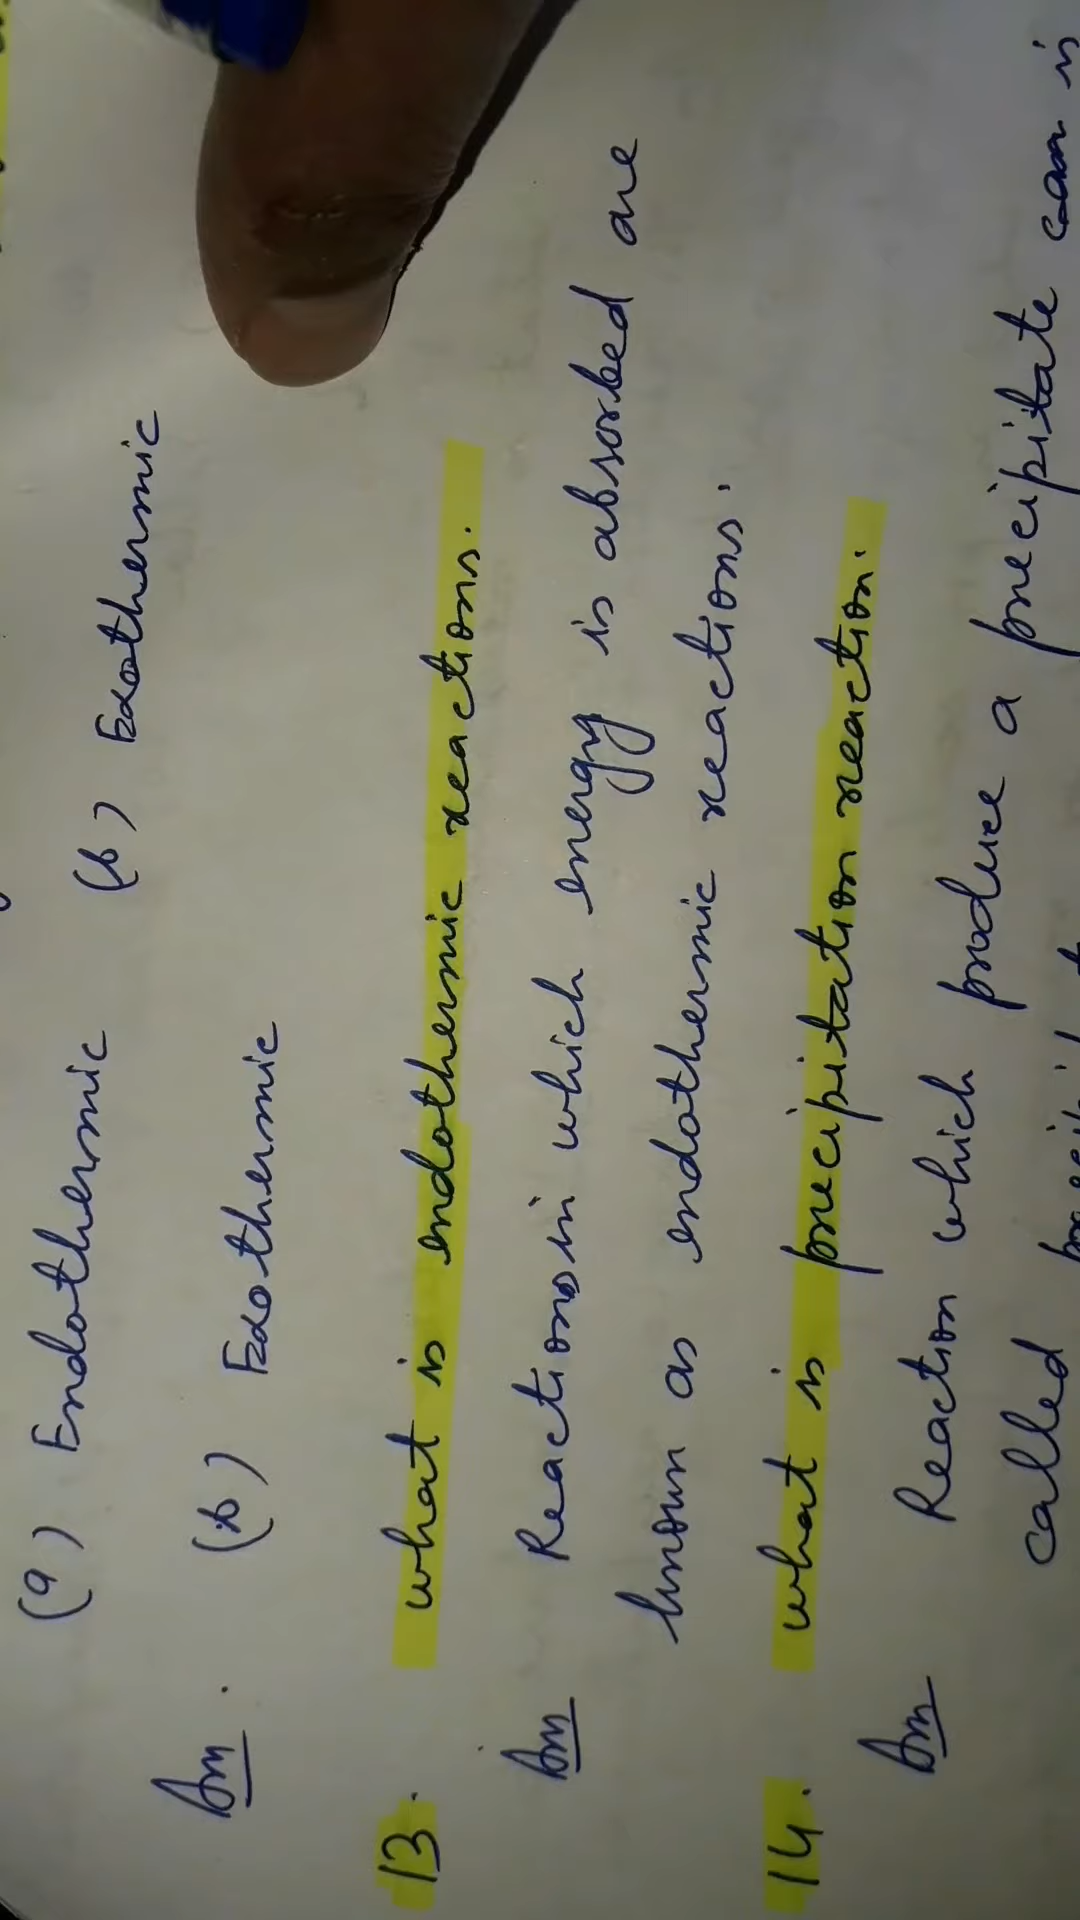 (a) Endothermic (b) Exothermic
Ans. (b) Exothermic
13. what is endothermic reactions.
Ans Reactions in which energy is absorbed are
known as endothermic reactions.
14. what is precipitation reaction.
Ans Reaction which produce a precipitate can is
called